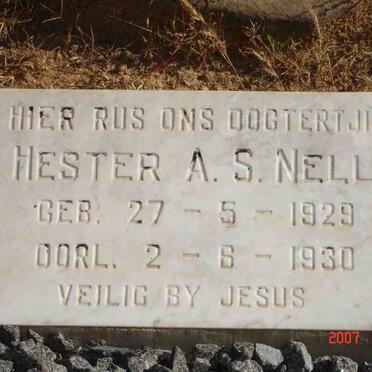 HIER RUS ONS DOGTERTJI
HESTER A. S. NELL
GEB. 27 - 5 - 1929
OORL. 2 - 6 - 1930
VEILIG BY JESUS
2007